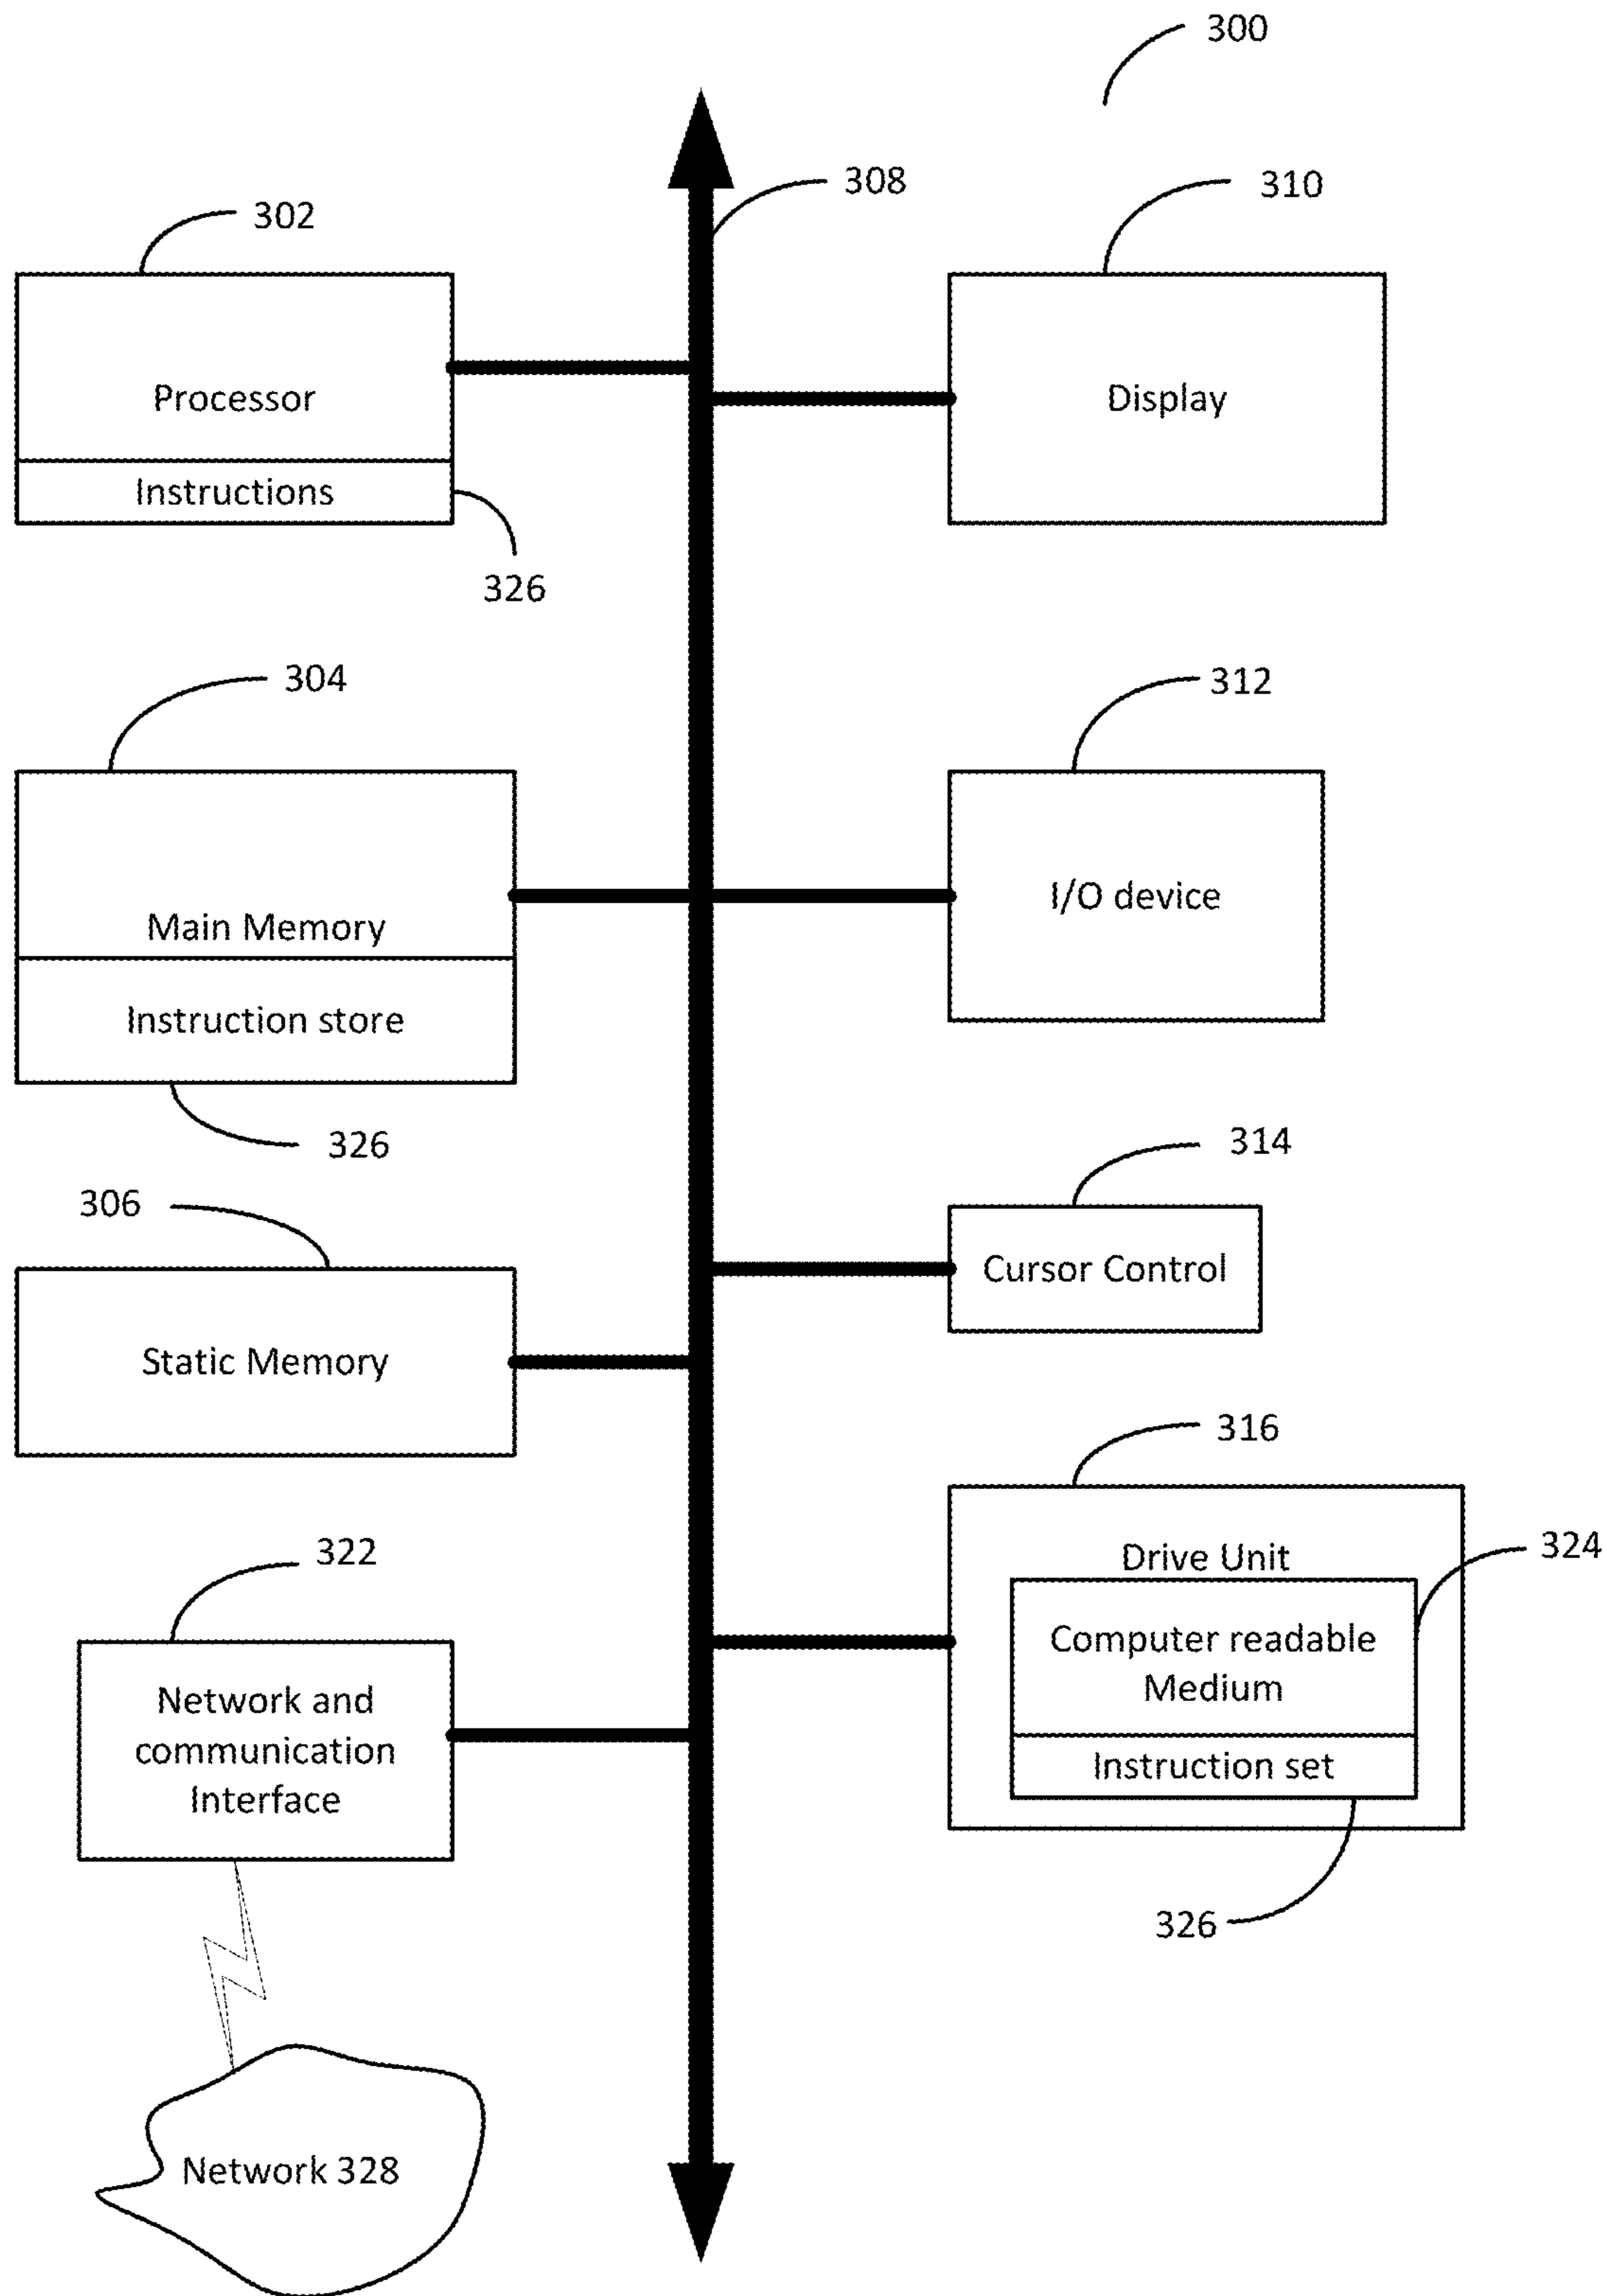 300
308
310
302
Processor
Display
Instructions
326
304
312
Main Memory
I/O device
Instruction store
326
314
306
Cursor Control
Static Memory
316
322
Drive Unit
324
Computer readable
Medium
Network and
communication
Interface
Instruction set
326
Network 328